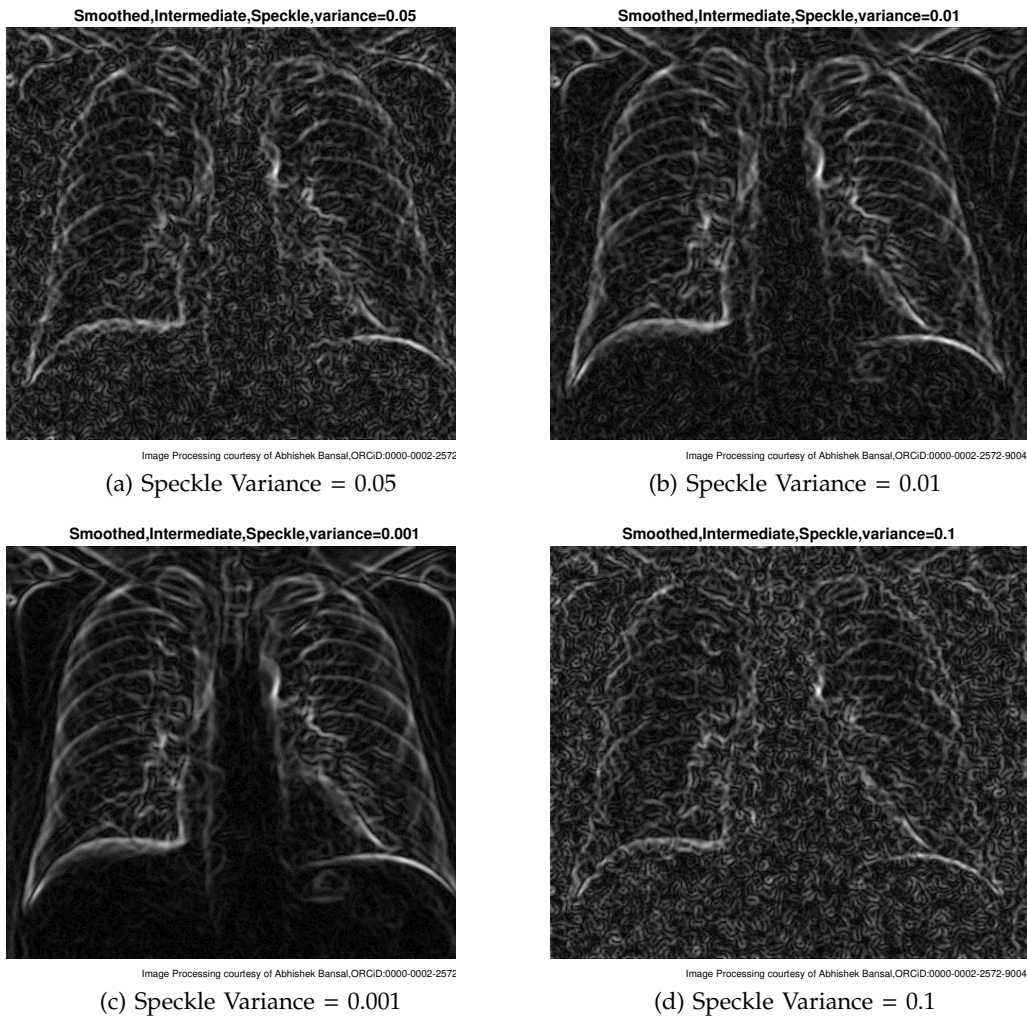 Smoothed,Intermediate,Speckle,variance=0.05
Image Processing courtesy of Abhishek Bansal,ORCiD:0000-0002-2572
(a) Speckle Variance = 0.05
Smoothed,Intermediate,Speckle,variance=0.01
Image Processing courtesy of Abhishek Bansal,ORCiD:0000-0002-2572-9004
(b) Speckle Variance = 0.01
Smoothed,Intermediate,Speckle,variance=0.001
Image Processing courtesy of Abhishek Bansal,ORCiD:0000-0002-2572
(c) Speckle Variance = 0.001
Smoothed,Intermediate,Speckle,variance=0.1
Image Processing courtesy of Abhishek Bansal,ORCiD:0000-0002-2572-9004
(d) Speckle Variance = 0.1